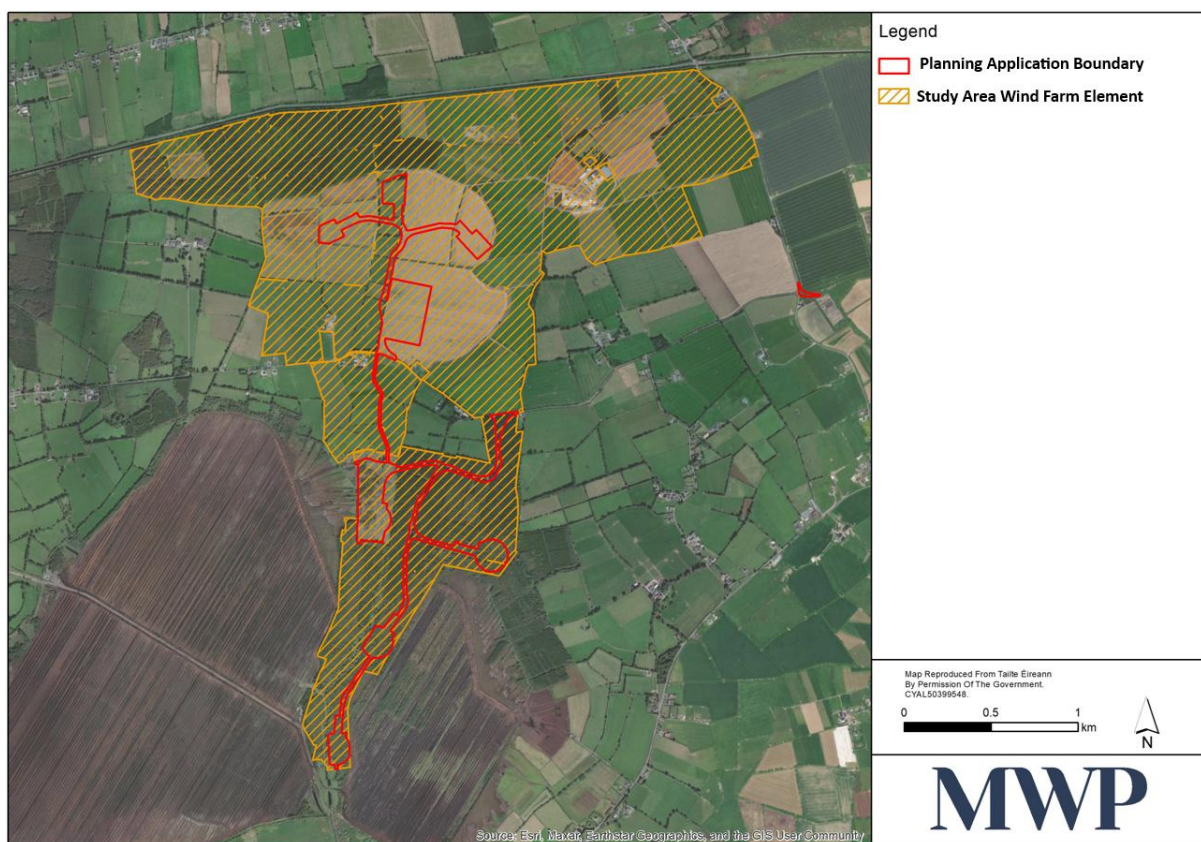 Legend
Planning Application Boundary
Study Area Wind Farm Element
Map Reproduced From Tailte Éireann
By Permission Of The Government.
CYAL50399548.
0 0.5 1
km
N
MWP
Source: Esri, Maxar, Earthstar Geographics, and the GIS User Community